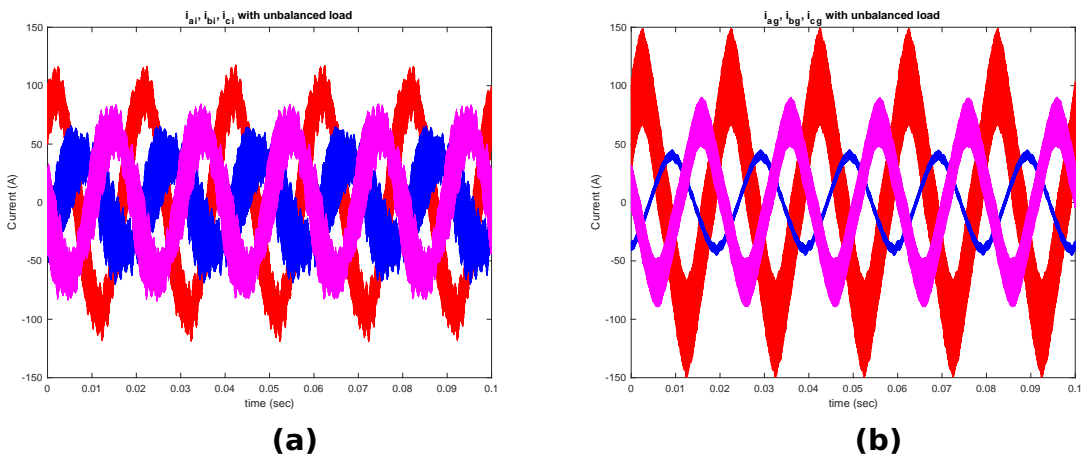 i_ai, i_bi, i_ci with unbalanced load
150
100
50
0
-50
-100
-150
Current (A)
0 0.01 0.02 0.03 0.04 0.05 0.06 0.07 0.08 0.09 0.1
time (sec)
(a)
i_ag, i_bg, i_cg with unbalanced load
150
100
50
0
-50
-100
-150
Current (A)
0 0.01 0.02 0.03 0.04 0.05 0.06 0.07 0.08 0.09 0.1
time (sec)
(b)